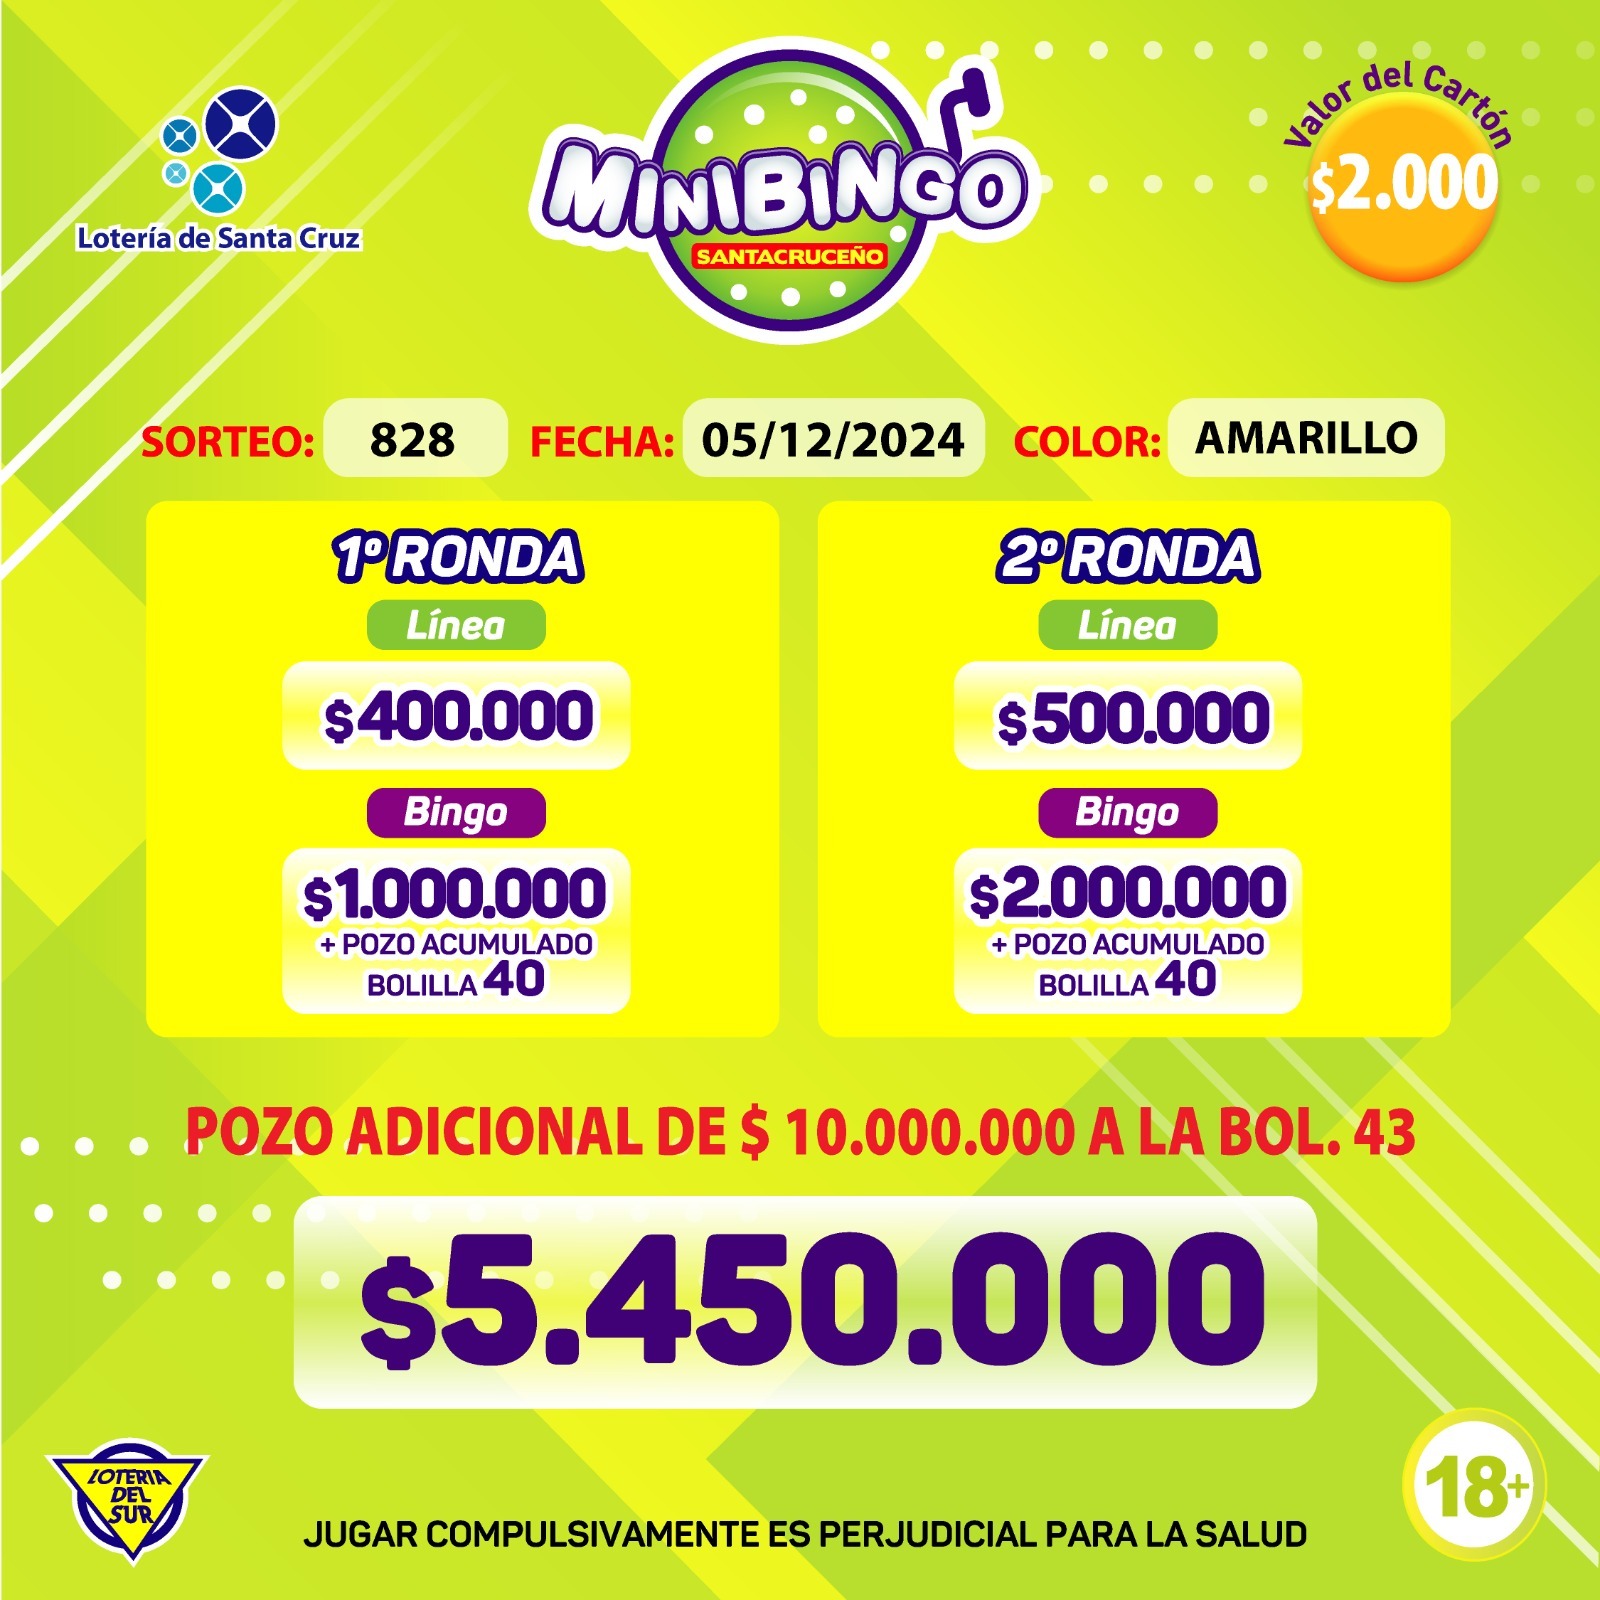 Lotería de Santa Cruz
MINIBINGO
SANTACRUCEÑO
Valor del Cartón
$2.000
SORTEO: 828 FECHA: 05/12/2024 COLOR: AMARILLO
1º RONDA
Línea
$400.000
Bingo
$1.000.000
+ POZO ACUMULADO
BOLILLA 40
2º RONDA
Línea
$500.000
Bingo
$2.000.000
+ POZO ACUMULADO
BOLILLA 40
POZO ADICIONAL DE $ 10.000.000 A LA BOL. 43
$5.450.000
LOTERIA
DEL
SUR
JUGAR COMPULSIVAMENTE ES PERJUDICIAL PARA LA SALUD
18+